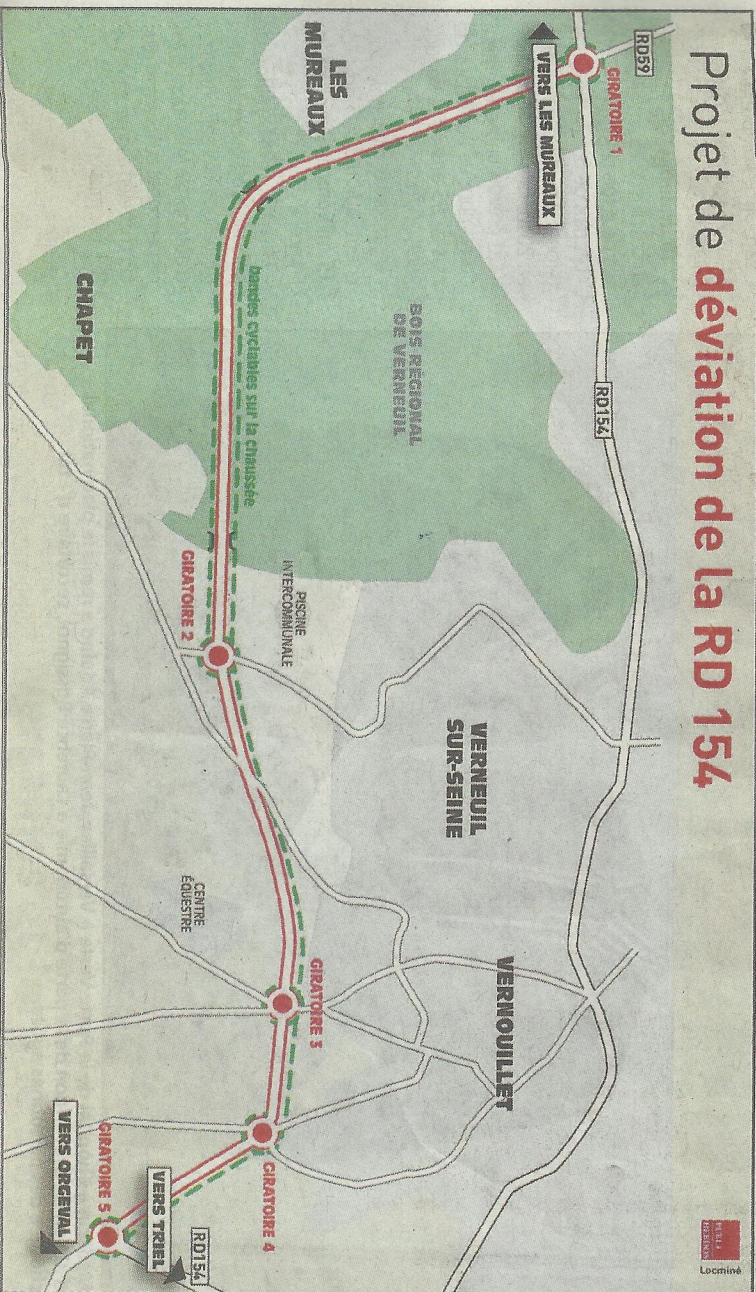 Projet de déviation de la RD 154
RD59
GIRATOIRE 1
VERS LES MUREAUX
LES
MUREAUX
RD154
BOIS RÉGIONAL
DE VERNEUIL
bandes cyclables sur la chaussée
CHAPET
GIRATOIRE 2
PISCINE
INTERCOMMUNALE
VERNEUIL
SUR-SEINE
CENTRE
ÉQUESTRE
GIRATOIRE 3
VERNOUILLET
GIRATOIRE 4
GIRATOIRE 5
VERS TRIEL
RD154
VERS ORGEVAL
PUBLI
HEBDOS
Locminé